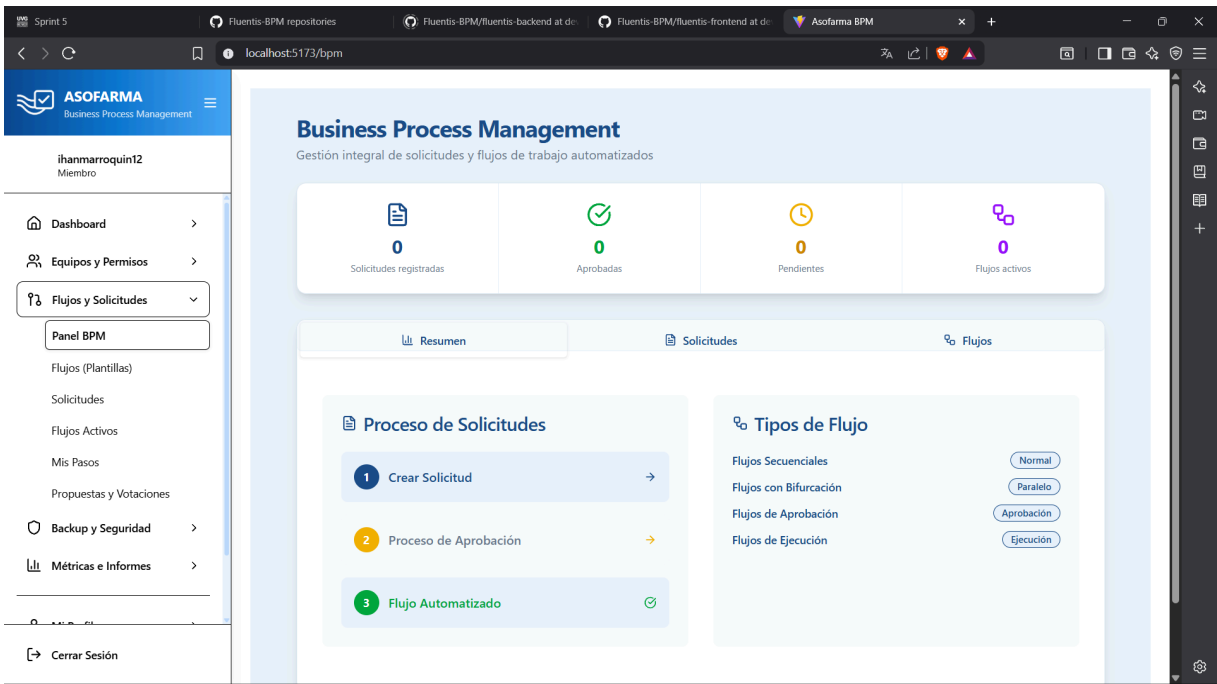 Sprint 5
Fluentis-BPM repositories
Fluentis-BPM/fluentis-backend at de
Fluentis-BPM/fluentis-frontend at de
Asofarma BPM
localhost:5173/bpm
ASOFARMA
Business Process Management
ihanmarroquin12
Miembro
Dashboard
Equipos y Permisos
Flujos y Solicitudes
Panel BPM
Flujos (Plantillas)
Solicitudes
Flujos Activos
Mis Pasos
Propuestas y Votaciones
Backup y Seguridad
Métricas e Informes
Cerrar Sesión
Business Process Management
Gestión integral de solicitudes y flujos de trabajo automatizados
0
Solicitudes registradas
0
Aprobadas
0
Pendientes
0
Flujos activos
Resumen
Solicitudes
Flujos
Proceso de Solicitudes
1 Crear Solicitud
2 Proceso de Aprobación
3 Flujo Automatizado
Tipos de Flujo
Flujos Secuenciales Normal
Flujos con Bifurcación Paralelo
Flujos de Aprobación Aprobación
Flujos de Ejecución Ejecución